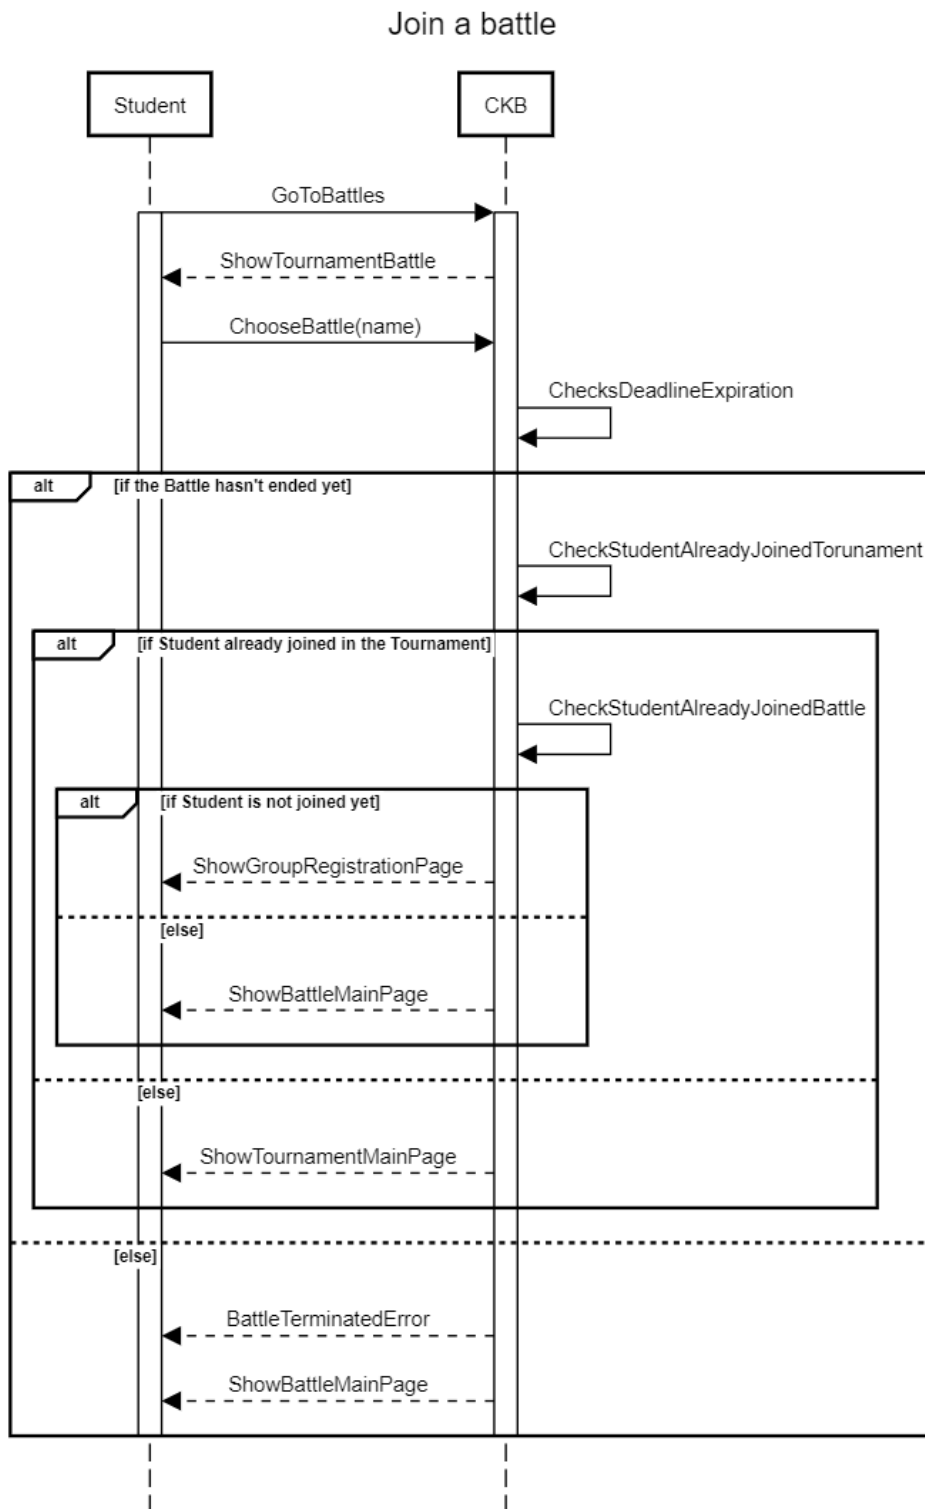 Join a battle
Student
CKB
GoToBattles
ShowTournamentBattle
ChooseBattle(name)
ChecksDeadlineExpiration
alt
[if the Battle hasn't ended yet]
CheckStudentAlreadyJoinedTorunament
alt
[if Student already joined in the Tournament]
CheckStudentAlreadyJoinedBattle
alt
[if Student is not joined yet]
ShowGroupRegistrationPage
[else]
ShowBattleMainPage
[else]
ShowTournamentMainPage
[else]
BattleTerminatedError
ShowBattleMainPage